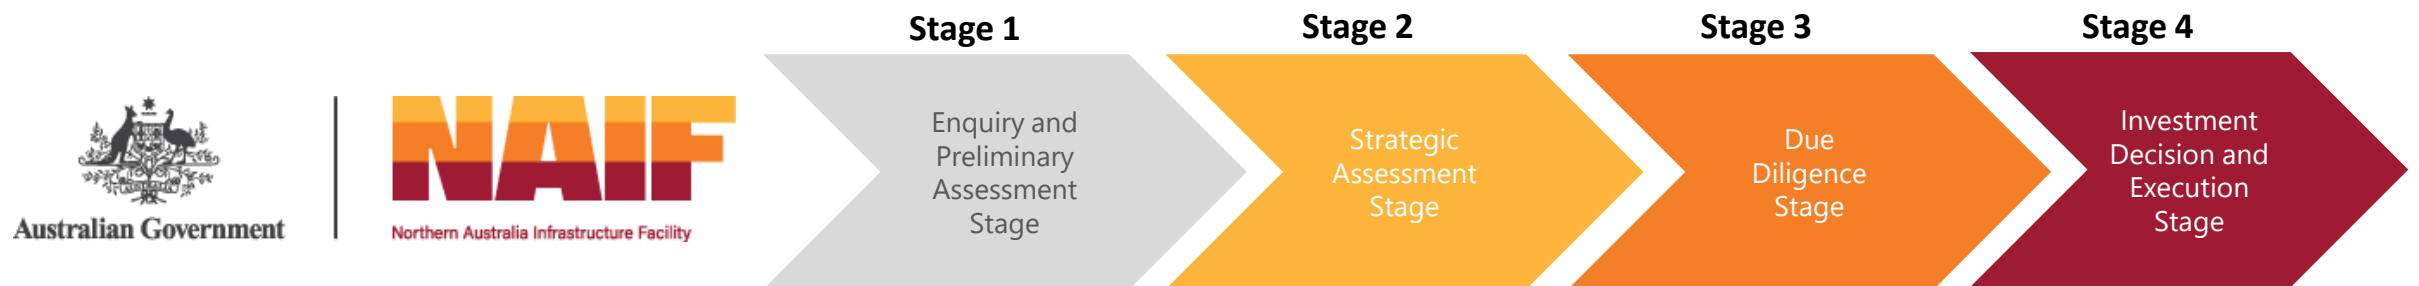 Australian Government
NAIF
Northern Australia Infrastructure Facility
Stage 1
Enquiry and
Preliminary
Assessment
Stage
Stage 2
Strategic
Assessment
Stage
Stage 3
Due
Diligence
Stage
Stage 4
Investment
Decision and
Execution
Stage